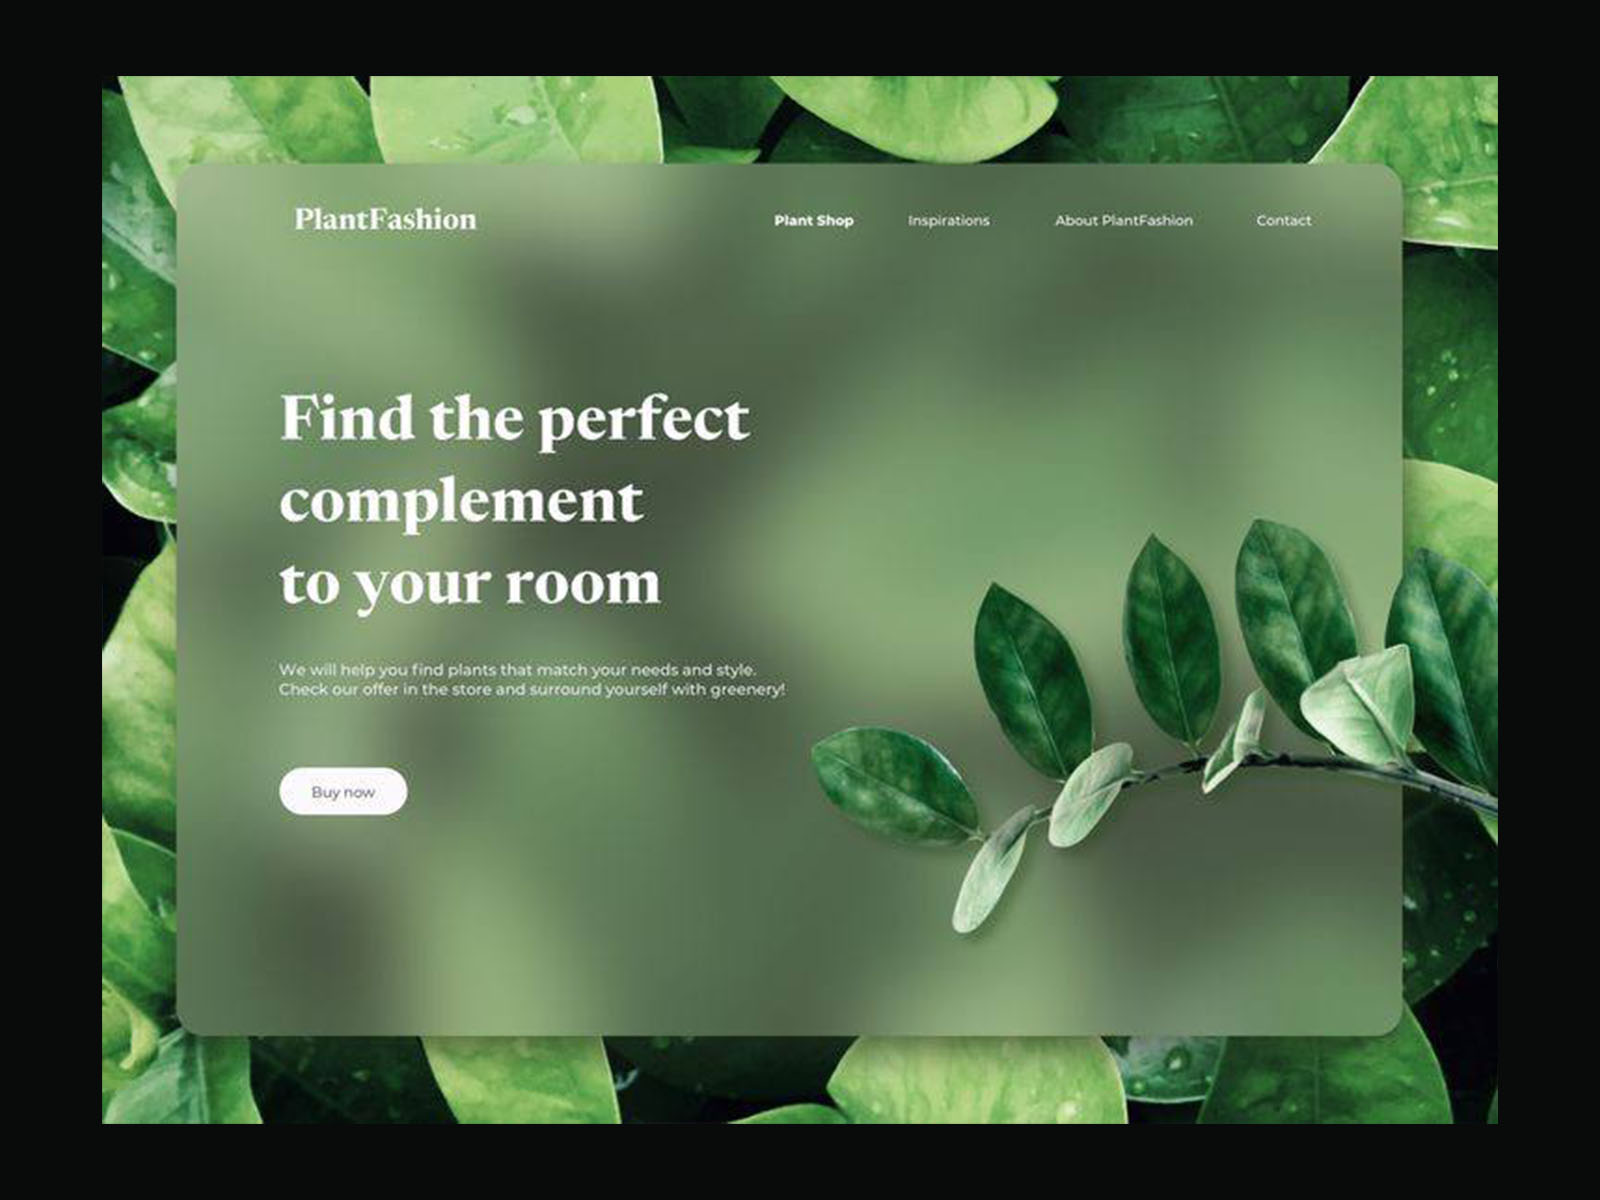 PlantFashion
Plant Shop
Inspirations
About PlantFashion
Contact
Find the perfect
complement
to your room
We will help you find plants that match your needs and style.
Check our offer in the store and surround yourself with greenery!
Buy now